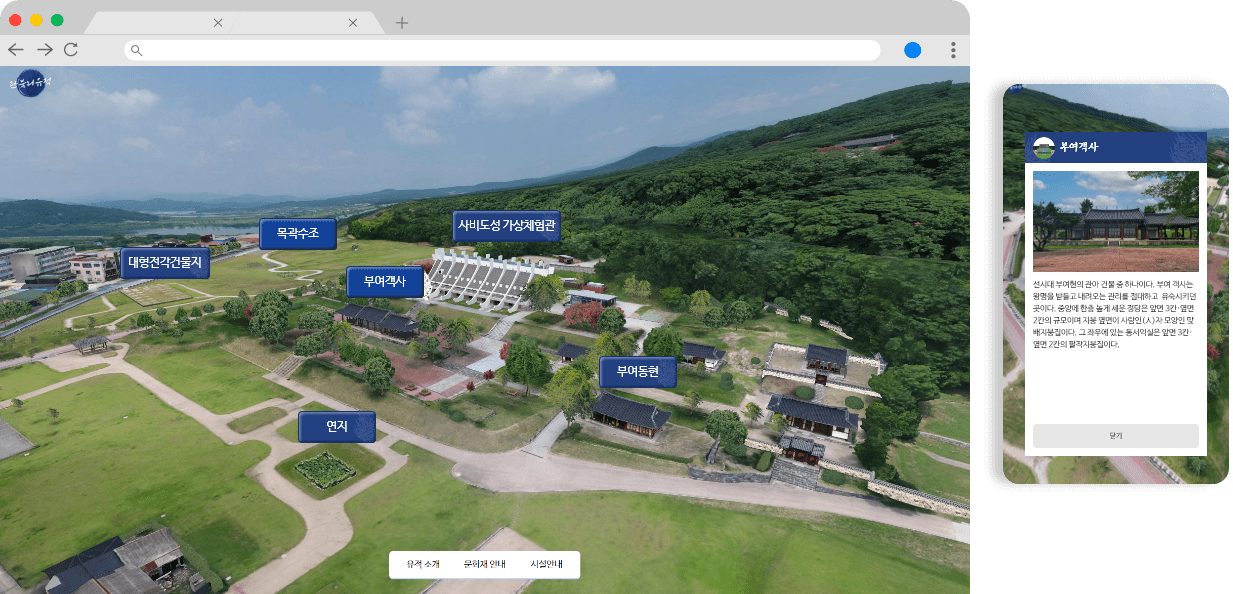 관북리유적
사비도성 가상체험관
목곽수조
대형전각건물지
부여객사
부여동헌
연지
유적 소개 문화재 안내 시설안내
부여객사
선시대 부여현의 관아 건물 중 하나이다. 부여 객사는
왕명을 받들고 내려오는 관리를 접대하고 유숙시키던
곳이다. 중앙에 한층 높게 세운 정당은 앞면 3칸·옆면
2칸의 규모이며 지붕 옆면이 사람인(人)자 모양인 맞
배지붕집이다. 그 좌우에 있는 동서익실은 앞면 3칸·
옆면 2칸의 팔작지붕집이다.
닫기